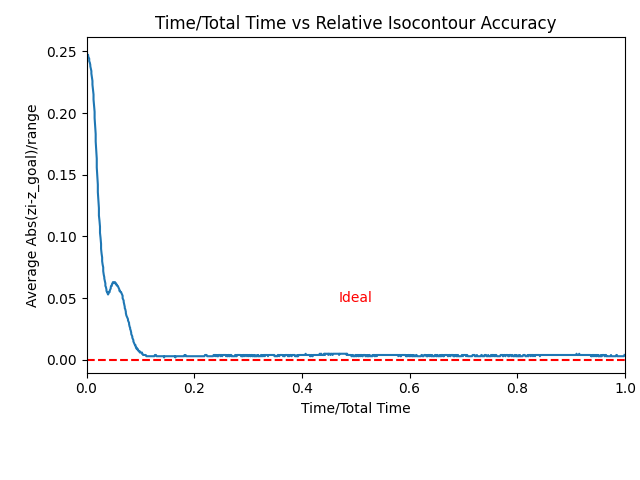 Time/Total Time vs Relative Isocontour Accuracy
Average Abs(zi-z_goal)/range
0.25
0.20
0.15
0.10
0.05
0.00
Ideal
0.0 0.2 0.4 0.6 0.8 1.0
Time/Total Time